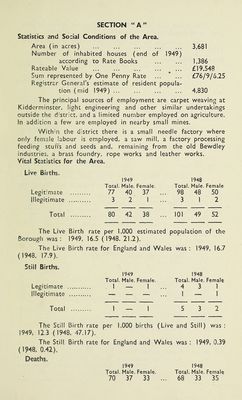 SECTION "A"
Statistics and Social Conditions of the Area.
Area (in acres) ... ... ... ... ... 3,681
Number of inhabited houses (end of 1949)
according to Rate Books ... ... 1,386
Rateable Value ... ... ... ... £19,548
Sum represented by One Penny Rate ... ... £76/9/6.25
Registrar General's estimate of resident popula-
tion (mid 1949) ... ... ... ... 4,830
The principal sources of employment are carpet weaving at
Kidderminster, light engineering and other similar undertakings
outside the district, and a limited number employed on agriculture.
In addition a few are employed in nearby small mines.
Within the district there is a small needle factory where
only female labour is employed, a saw mill, a factory processing
feeding stuffs and seeds and, remaining from the old Bewdley
industries, a brass foundry, rope works and leather works.
Vital Statistics for the Area.
Live Births.
1949 1948
Total. Male. Female. Total. Male. Female.
Legitimate .......... 77 40 37 ... 98 48 50
Illegitimate .......... 3 2 1 ... 3 1 2
Total .......... 80 42 38 ... 101 49 52
The Live Birth rate per 1,000 estimated population of the
Borough was : 1949, 16.5 (1948, 21.2).
The Live Birth rate for England and Wales was : 1949, 16.7
(1948, 17.9).
Still Births.
1949 1948
Total. Male. Female. Total. Male. Female.
Legitimate .......... 1 — 1 ... 4 3 1
Illegitimate .......... — — — ... 1 — 1
Total .......... 1 — 1 ... 5 3 2
The Still Birth rate per 1,000 births (Live and Still) was :
1949, 12.3 (1948, 47.17).
The Still Birth rate for England and Wales was : 1949, 0.39
(1948, 0.42).
Deaths.
1949 1948
Total. Male. Female. Total. Male. Female.
70 37 33 ... 68 33 35